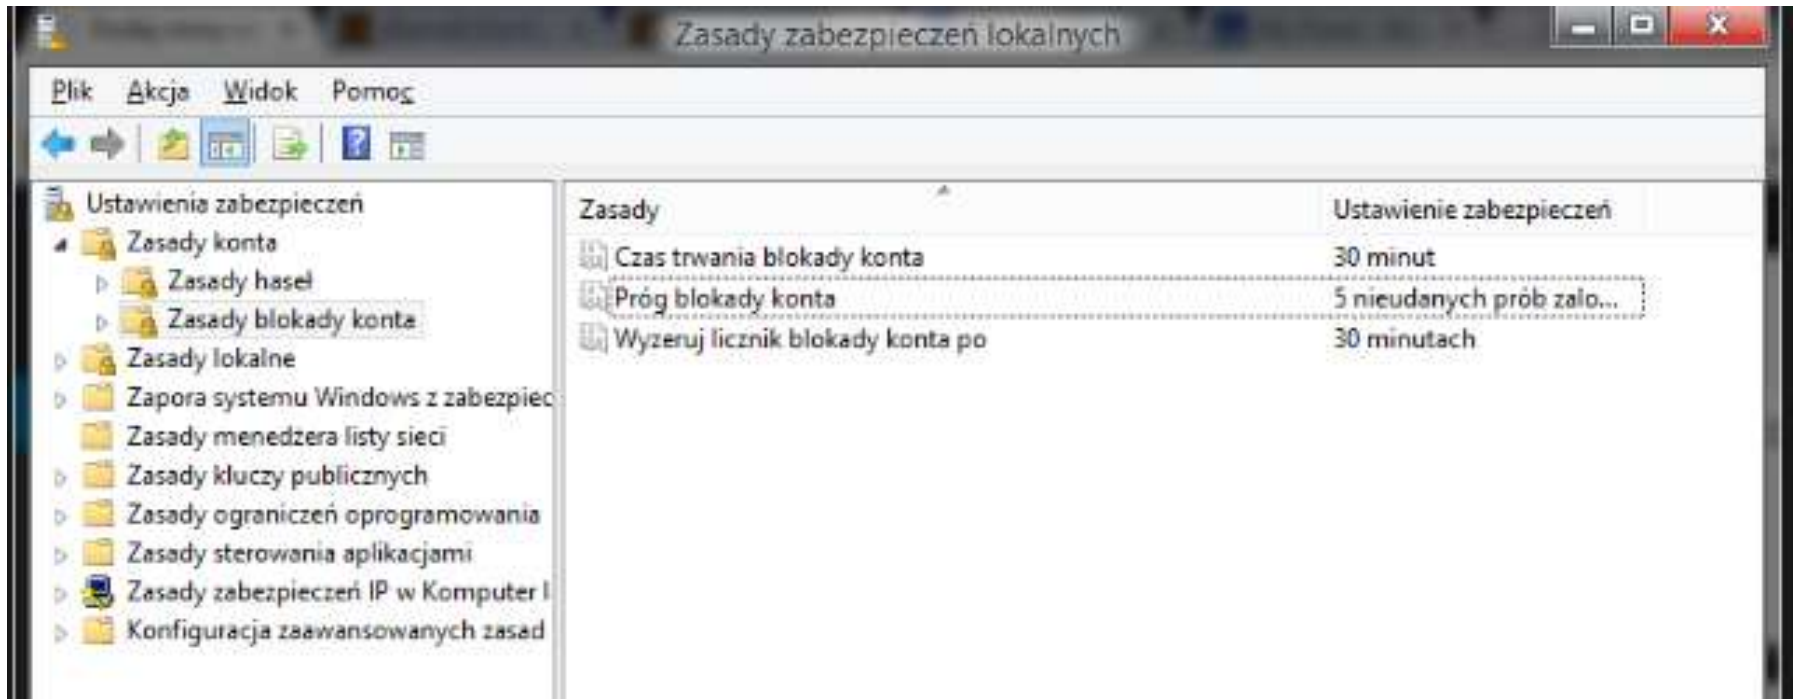 Zasady zabezpieczeń lokalnych
Plik Akcja Widok Pomoc
Ustawienia zabezpieczeń
Zasady konta
Zasady haseł
Zasady blokady konta
Zasady lokalne
Zapora systemu Windows z zabezpiec
Zasady menedżera listy sieci
Zasady kluczy publicznych
Zasady ograniczeń oprogramowania
Zasady sterowania aplikacjami
Zasady zabezpieczeń IP w Komputer l
Konfiguracja zaawansowanych zasad
Zasady Ustawienie zabezpieczeń
Czas trwania blokady konta 30 minut
Próg blokady konta 5 nieudanych prób zalo...
Wyzeruj licznik blokady konta po 30 minutach